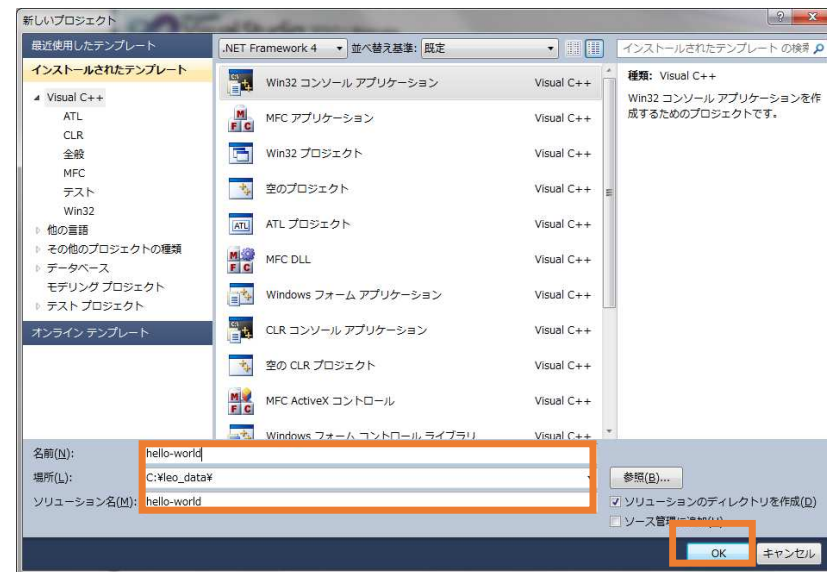 新しいプロジェクト
最近使用したテンプレート
.NET Framework 4 並べ替え基準: 既定
インストールされたテンプレート の検索
インストールされたテンプレート
Visual C++
ATL
CLR
全般
MFC
テスト
Win32
他の言語
その他のプロジェクトの種類
データベース
モデリング プロジェクト
テスト プロジェクト
オンライン テンプレート
Win32 コンソール アプリケーション Visual C++
MFC アプリケーション Visual C++
Win32 プロジェクト Visual C++
空のプロジェクト Visual C++
ATL プロジェクト Visual C++
MFC DLL Visual C++
Windows フォーム アプリケーション Visual C++
CLR コンソール アプリケーション Visual C++
空の CLR プロジェクト Visual C++
MFC ActiveX コントロール Visual C++
Windows フォーム コントロール ライブラリ Visual C++
種類: Visual C++
Win32 コンソール アプリケーションを作
成するためのプロジェクトです。
名前(N): hello-world
場所(L): C:¥leo_data¥
参照(B)...
ソリューション名(M): hello-world
ソリューションのディレクトリを作成(D)
ソース管理に追加(U)
OK キャンセル